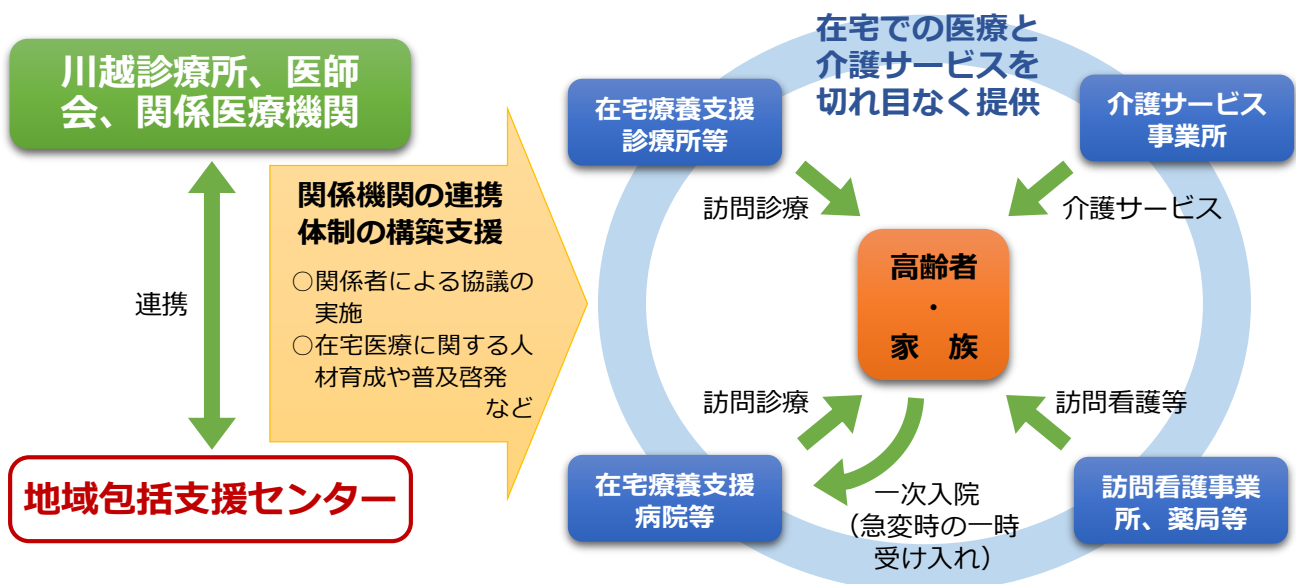 川越診療所、医師
会、関係医療機関
連携
地域包括支援センター
関係機関の連携
体制の構築支援
○関係者による協議の
実施
○在宅医療に関する人
材育成や普及啓発
など
在宅での医療と
介護サービスを
切れ目なく提供
在宅療養支援
診療所等
介護サービス
事業所
訪問診療
介護サービス
高齢者
・
家　族
訪問診療
訪問看護等
在宅療養支援
病院等
一次入院
（急変時の一時
受け入れ）
訪問看護事業
所、薬局等